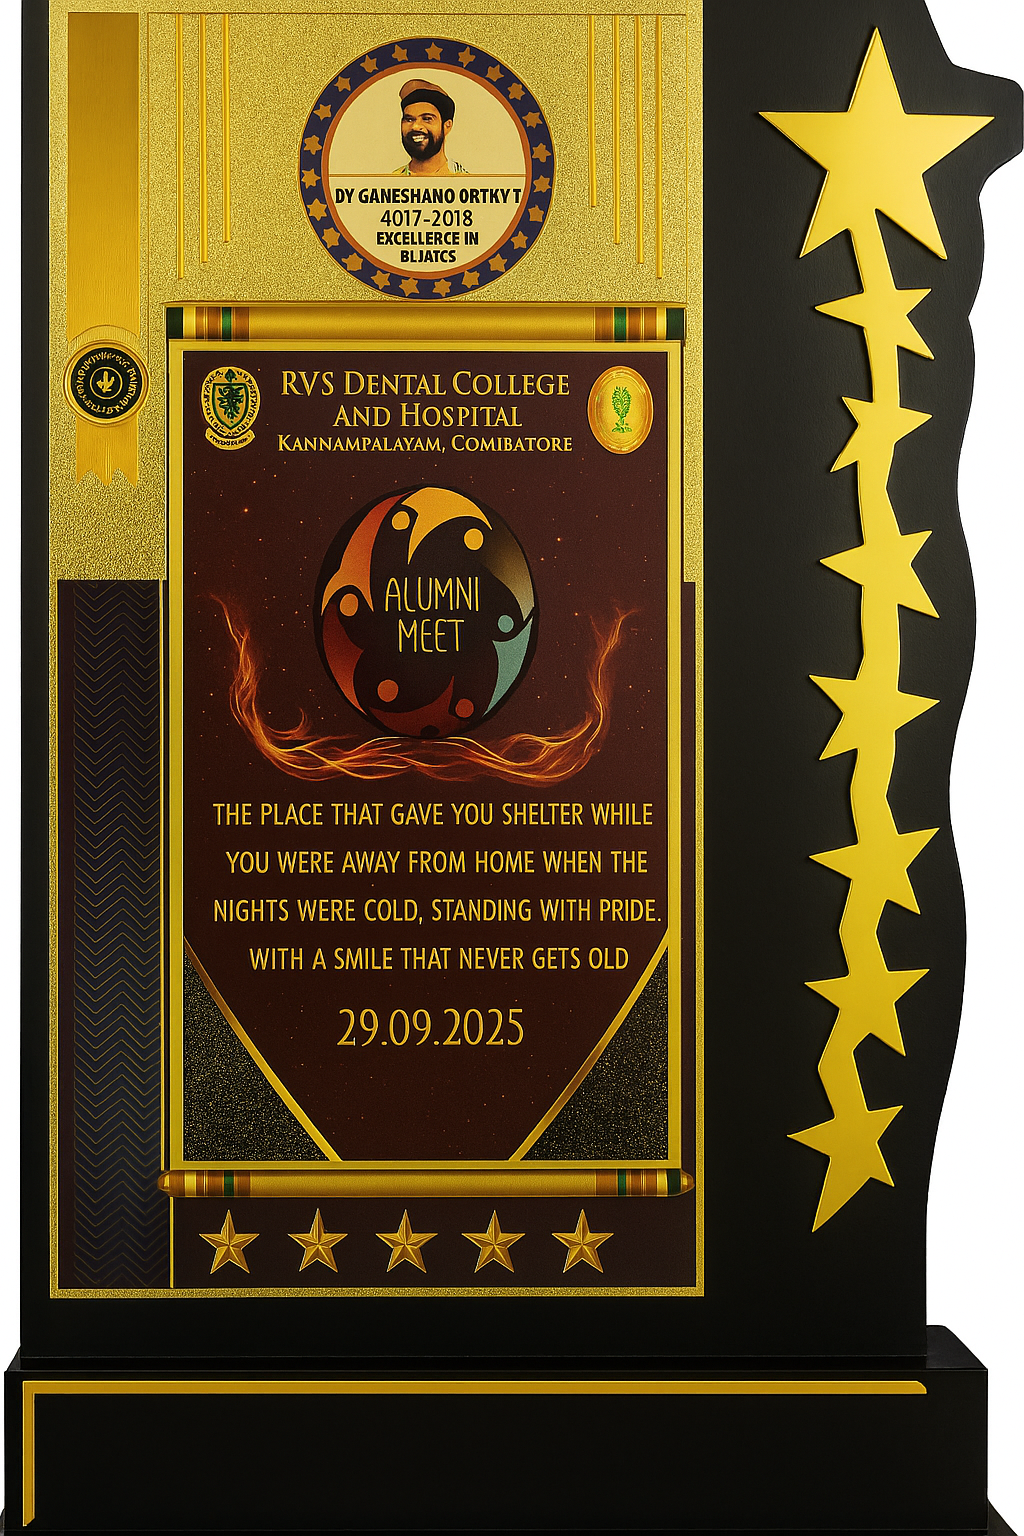 DY GANESHANO ORTKY T
4017-2018
EXCELLERCE IN
BLJATCS
RVS DENTAL COLLEGE
AND HOSPITAL
KANNAMPALAYAM, COMIBATORE
ALUMNI
MEET
THE PLACE THAT GAVE YOU SHELTER WHILE
YOU WERE AWAY FROM HOME WHEN THE
NIGHTS WERE COLD, STANDING WITH PRIDE.
WITH A SMILE THAT NEVER GETS OLD
29.09.2025